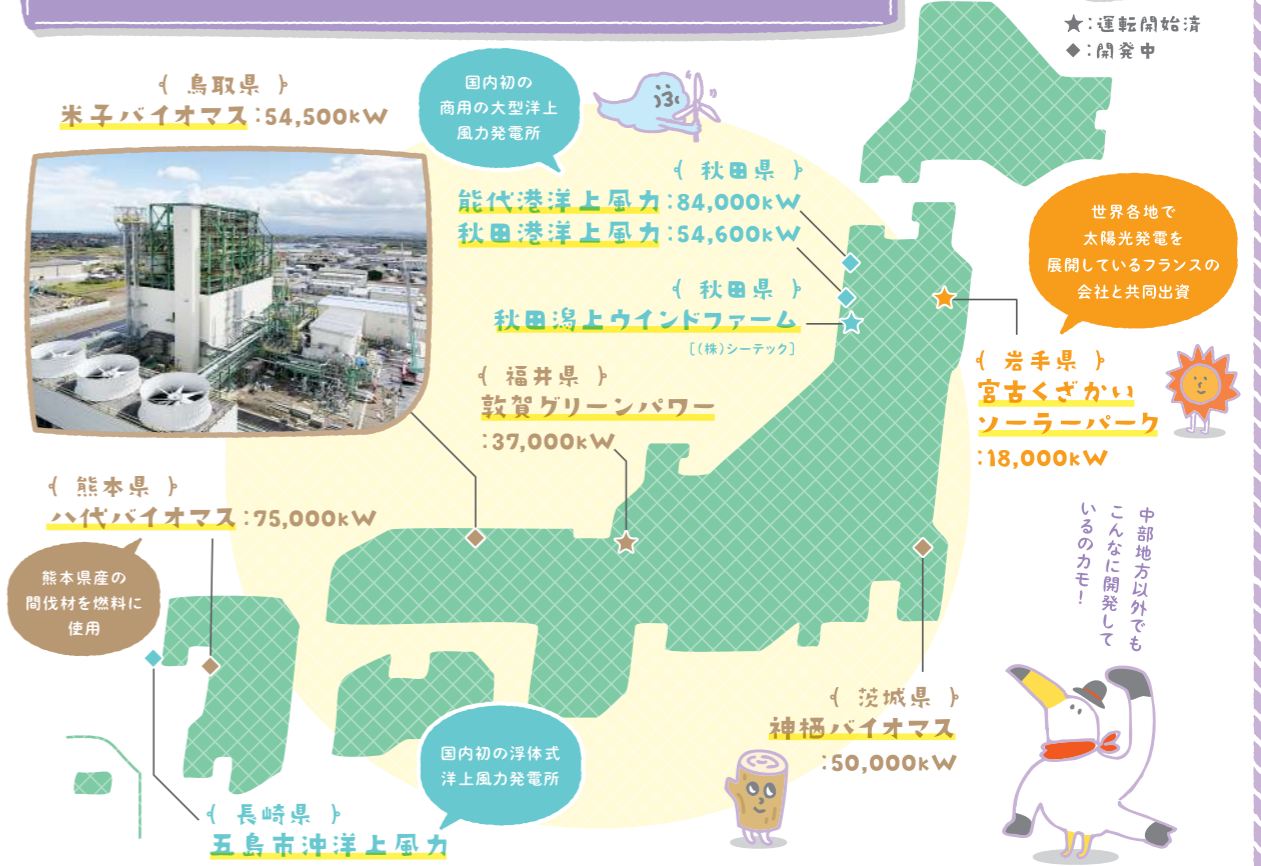 ★:運転開始済
◆:開発中
{ 鳥取県 }
米子バイオマス:54,500kW
国内初の
商用の大型洋上
風力発電所
{ 秋田県 }
能代港洋上風力:84,000kW
秋田港洋上風力:54,600kW
{ 秋田県 }
秋田潟上ウインドファーム
[(株)シーテック]
世界各地で
太陽光発電を
展開しているフランスの
会社と共同出資
{ 岩手県 }
宮古くざかい
ソーラーパーク
:18,000kW
{ 福井県 }
敦賀グリーンパワー
:37,000kW
{ 熊本県 }
八代バイオマス:75,000kW
熊本県産の
間伐材を燃料に
使用
中部地方以外でも
こんなに開発して
いるのカモ!
{ 茨城県 }
神栖バイオマス
:50,000kW
国内初の浮体式
洋上風力発電所
{ 長崎県 }
五島市沖洋上風力